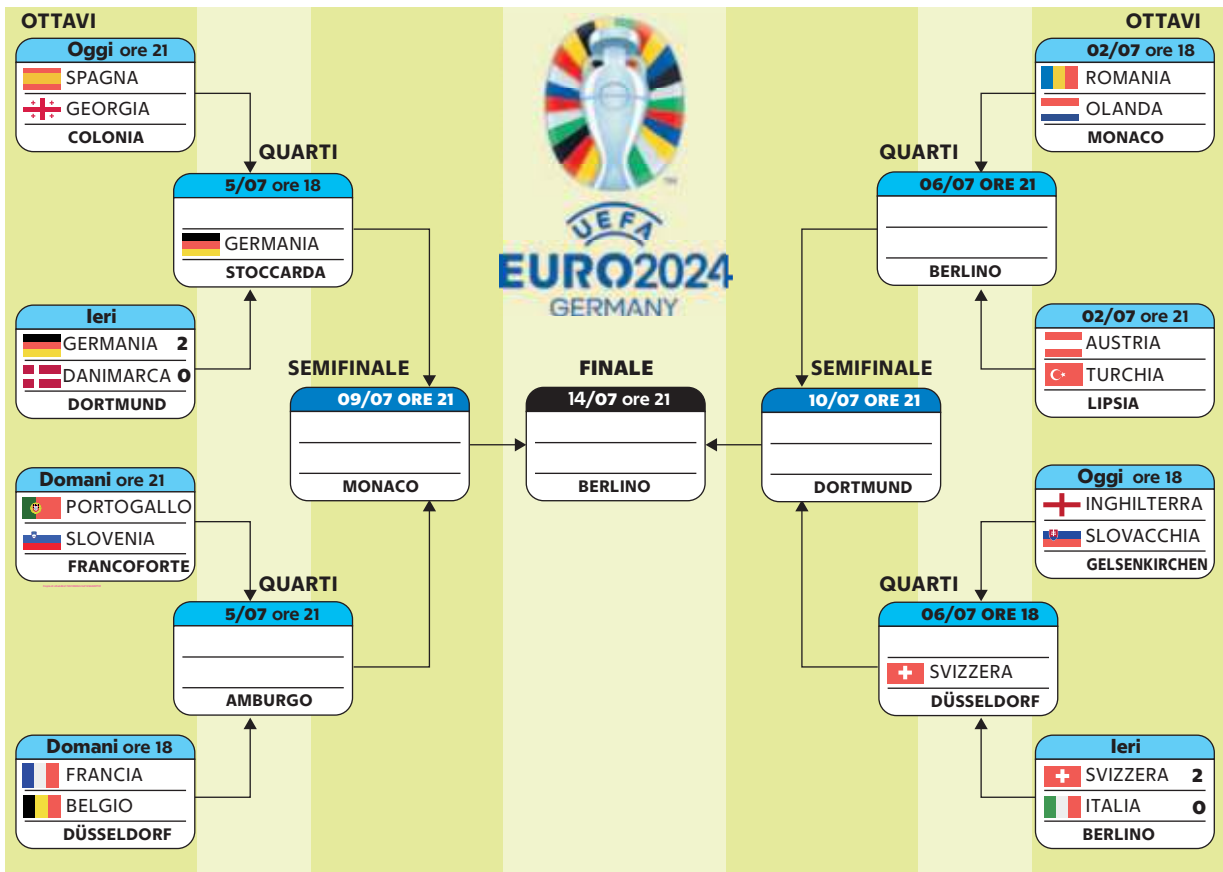 OTTAVI
Oggi ore 21
SPAGNA
GEORGIA
COLONIA
QUARTI
5/07 ore 18
GERMANIA
STOCCARDA
Ieri
GERMANIA 2
DANIMARCA 0
DORTMUND
SEMIFINALE
09/07 ORE 21
MONACO
Domani ore 21
PORTOGALLO
SLOVENIA
FRANCOFORTE
QUARTI
5/07 ore 21
AMBURGO
Domani ore 18
FRANCIA
BELGIO
DÜSSELDORF
UEFA
EURO2024
GERMANY
FINALE
14/07 ore 21
BERLINO
OTTAVI
02/07 ore 18
ROMANIA
OLANDA
MONACO
QUARTI
06/07 ORE 21
BERLINO
02/07 ore 21
AUSTRIA
TURCHIA
LIPSIA
SEMIFINALE
10/07 ORE 21
DORTMUND
Oggi ore 18
INGHILTERRA
SLOVACCHIA
GELSENKIRCHEN
QUARTI
06/07 ORE 18
SVIZZERA
DÜSSELDORF
Ieri
SVIZZERA 2
ITALIA 0
BERLINO